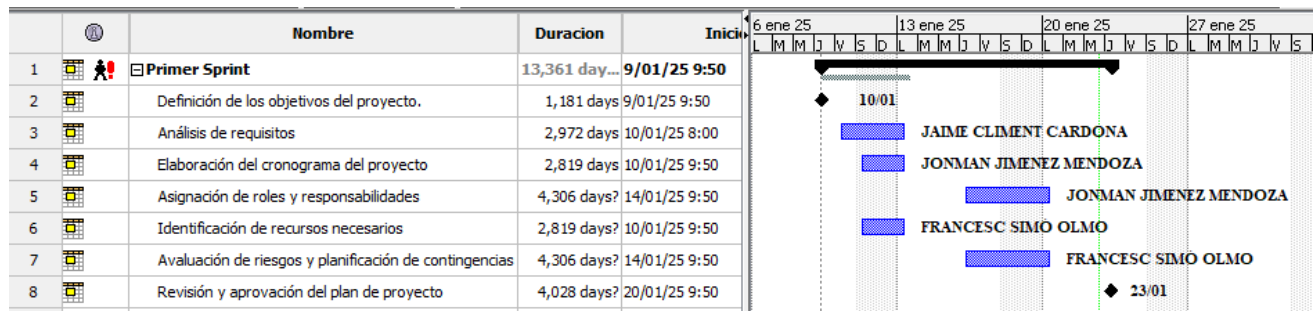 Nombre Duracion Inicio
6 ene 25 13 ene 25 20 ene 25 27 ene 25
L M M J V S D L M M J V S D L M M J V S D L M M J V S
1 Primer Sprint 13,361 day... 9/01/25 9:50
2 Definición de los objetivos del proyecto. 1,181 days 9/01/25 9:50 10/01
3 Análisis de requisitos 2,972 days 10/01/25 8:00 JAIME CLIMENT CARDONA
4 Elaboración del cronograma del proyecto 2,819 days 10/01/25 9:50 JONMAN JIMENEZ MENDOZA
5 Asignación de roles y responsabilidades 4,306 days? 14/01/25 9:50 JONMAN JIMENEZ MENDOZA
6 Identificación de recursos necesarios 2,819 days? 10/01/25 9:50 FRANCESC SIMÓ OLMO
7 Avaluación de riesgos y planificación de contingencias 4,306 days? 14/01/25 9:50 FRANCESC SIMÓ OLMO
8 Revisión y aprovación del plan de proyecto 4,028 days? 20/01/25 9:50 23/01